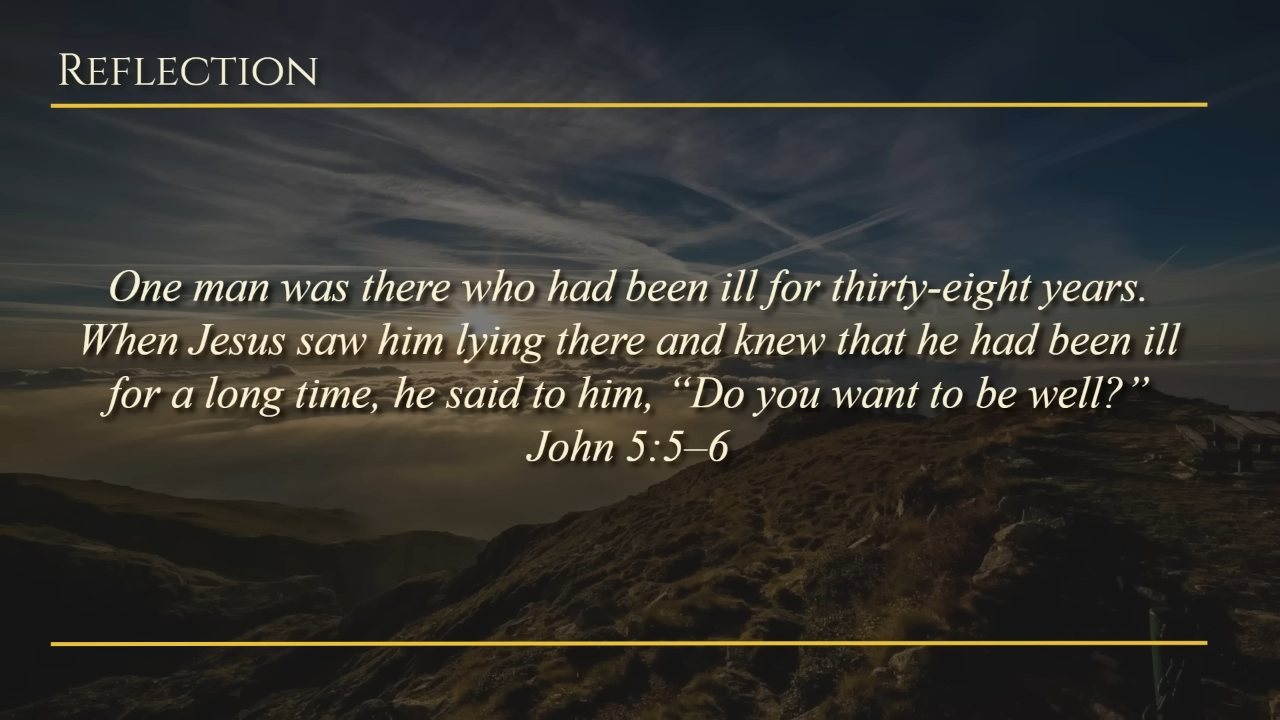 Reflection
One man was there who had been ill for thirty-eight years.
When Jesus saw him lying there and knew that he had been ill
for a long time, he said to him, “Do you want to be well?”
John 5:5–6